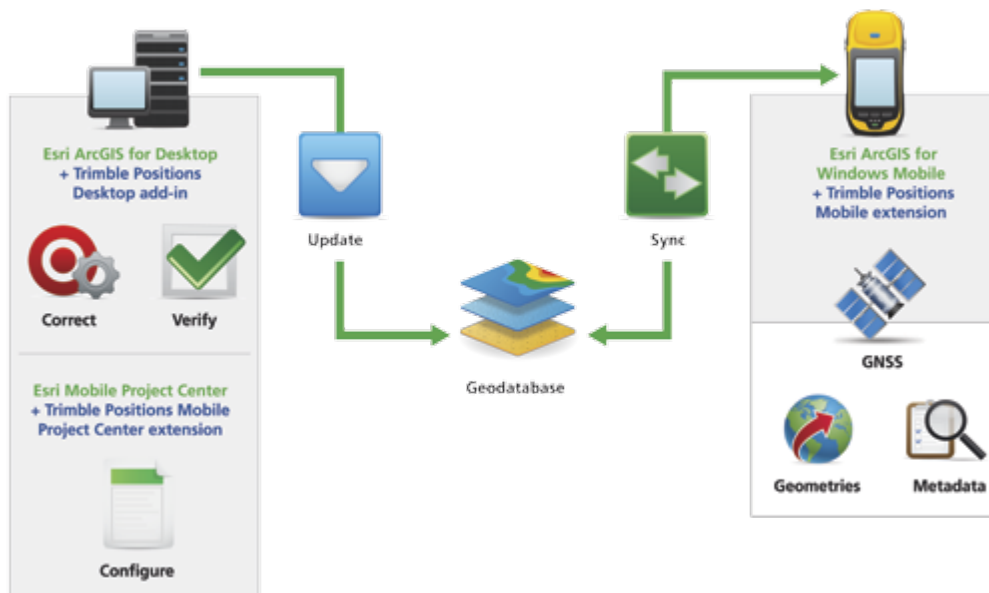 Esri ArcGIS for Desktop
+ Trimble Positions
Desktop add-in
Correct
Verify
Esri Mobile Project Center
+ Trimble Positions Mobile
Project Center extension
Configure
Update
Geodatabase
Sync
Esri ArcGIS for
Windows Mobile
+ Trimble Positions
Mobile extension
GNSS
Geometries
Metadata